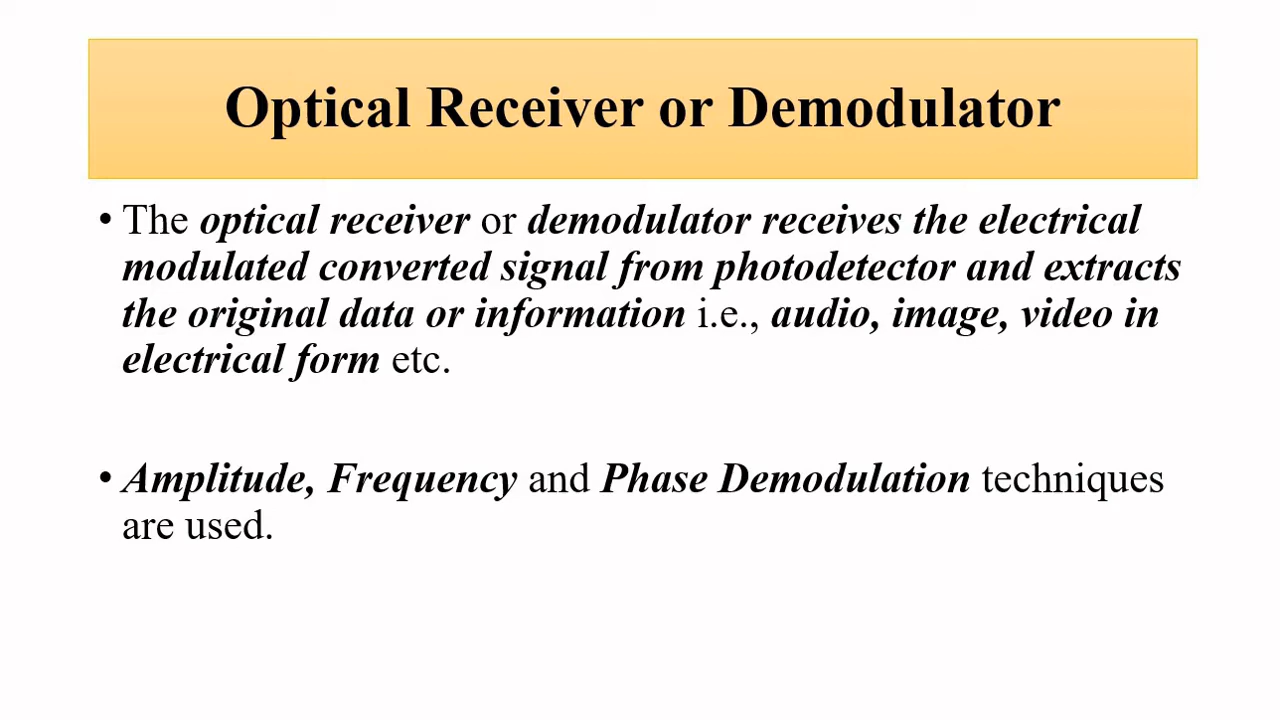 Optical Receiver or Demodulator
• The optical receiver or demodulator receives the electrical
modulated converted signal from photodetector and extracts
the original data or information i.e., audio, image, video in
electrical form etc.
• Amplitude, Frequency and Phase Demodulation techniques
are used.